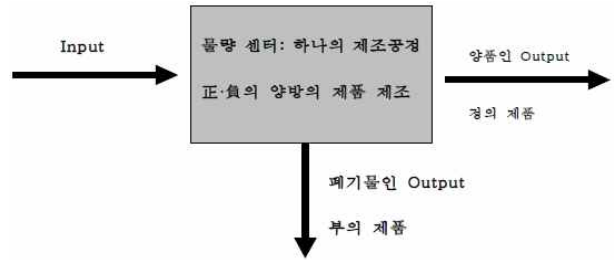 Input
물량 센터: 하나의 제조공정
正·負의 양방의 제품 제조
양품인 Output
정의 제품
폐기물인 Output
부의 제품